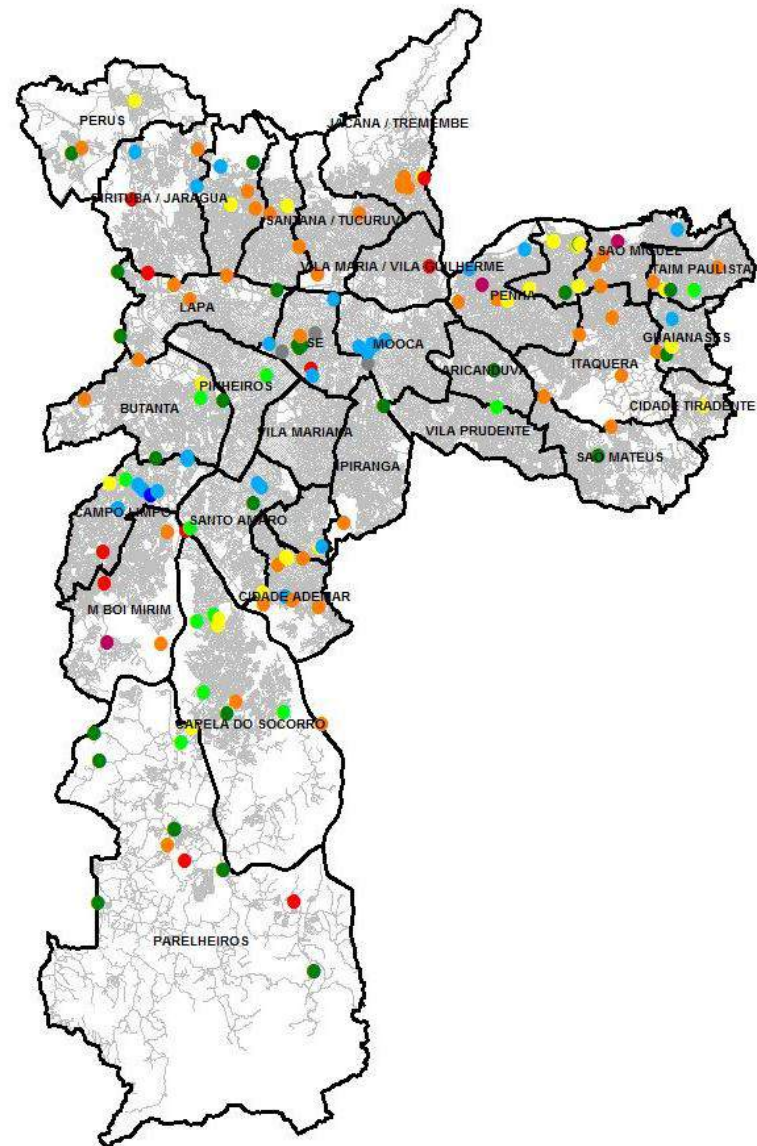 PERUS
JACANA / TREMEMBE
PIRITUBA / JARAGUA
SANTANA / TUCURUVI
SAO MIGUEL
VILA MARIA / VILA GUILHERME
ITAIM PAULISTA
PENHA
LAPA
SE
MOOCA
GUAIANASES
ITAQUERA
ARICANDUVA
PINHEIROS
BUTANTA
CIDADE TIRADENTE
VILA MARIANA
VILA PRUDENTE
SAO MATEUS
IPIRANGA
CAMPO LIMPO
SANTO AMARO
CIDADE ADEMAR
M BOI MIRIM
CAPELA DO SOCORRO
PARELHEIROS